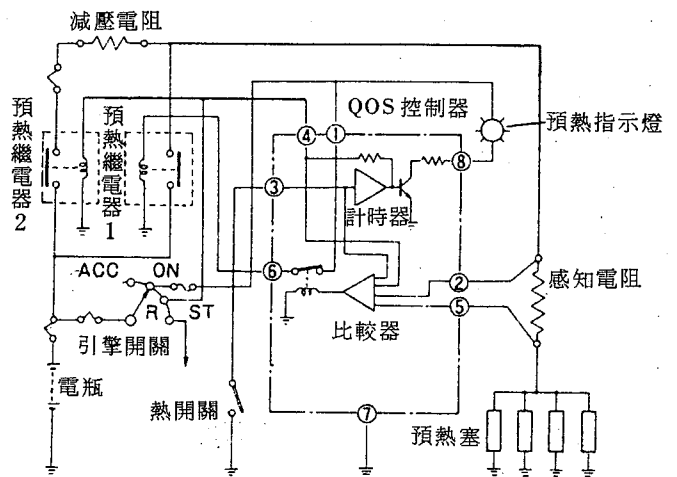 減壓電阻
QOS 控制器
預熱指示燈
預熱繼電器2
預熱繼電器1
④
①
③
⑧
計時器
⑥
②
⑤
感知電阻
比較器
ACC
ON
R
ST
引擎開關
電瓶
熱開關
⑦
預熱塞